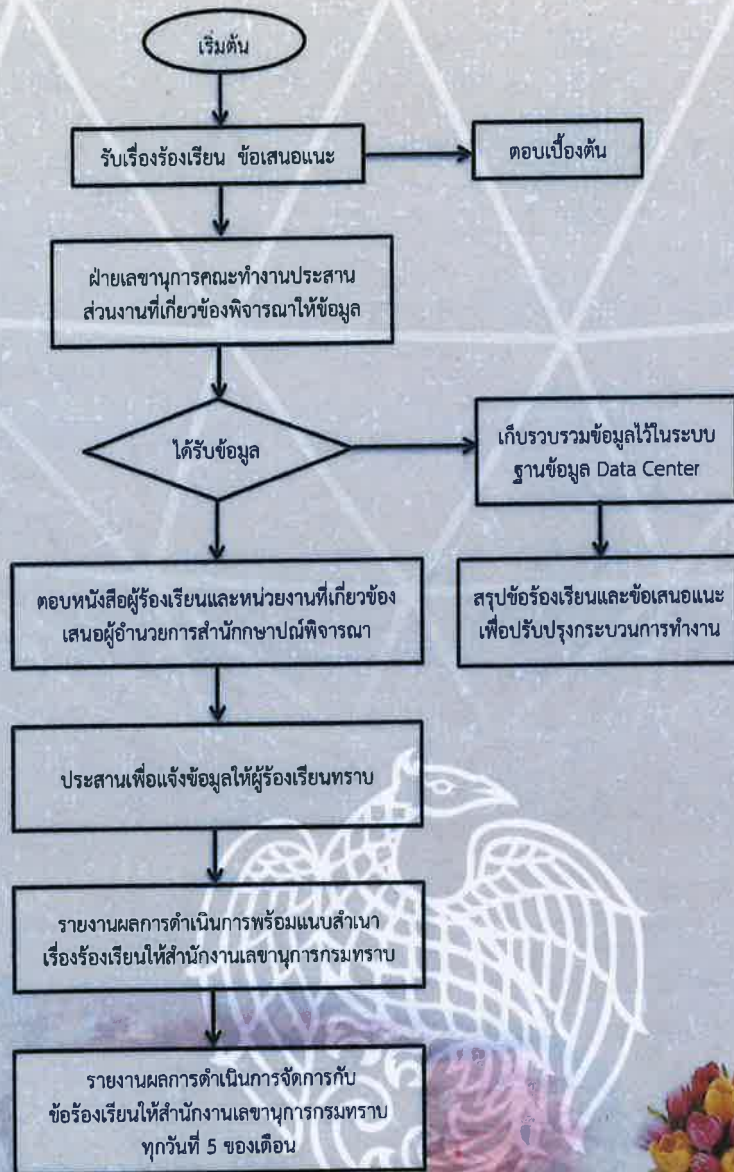 เริ่มต้น
รับเรื่องร้องเรียน ข้อเสนอแนะ
ตอบเบื้องต้น
ฝ่ายเลขานุการคณะทำงานประสาน
ส่วนงานที่เกี่ยวข้องพิจารณาให้ข้อมูล
ได้รับข้อมูล
เก็บรวบรวมข้อมูลไว้ในระบบ
ฐานข้อมูล Data Center
ตอบหนังสือผู้ร้องเรียนและหน่วยงานที่เกี่ยวข้อง
เสนอผู้อำนวยการสำนักกษาปณ์พิจารณา
สรุปข้อร้องเรียนและข้อเสนอแนะ
เพื่อปรับปรุงกระบวนการทำงาน
ประสานเพื่อแจ้งข้อมูลให้ผู้ร้องเรียนทราบ
รายงานผลการดำเนินการพร้อมแนบสำเนา
เรื่องร้องเรียนให้สำนักงานเลขานุการกรมทราบ
รายงานผลการดำเนินการจัดการกับ
ข้อร้องเรียนให้สำนักงานเลขานุการกรมทราบ
ทุกวันที่ 5 ของเดือน